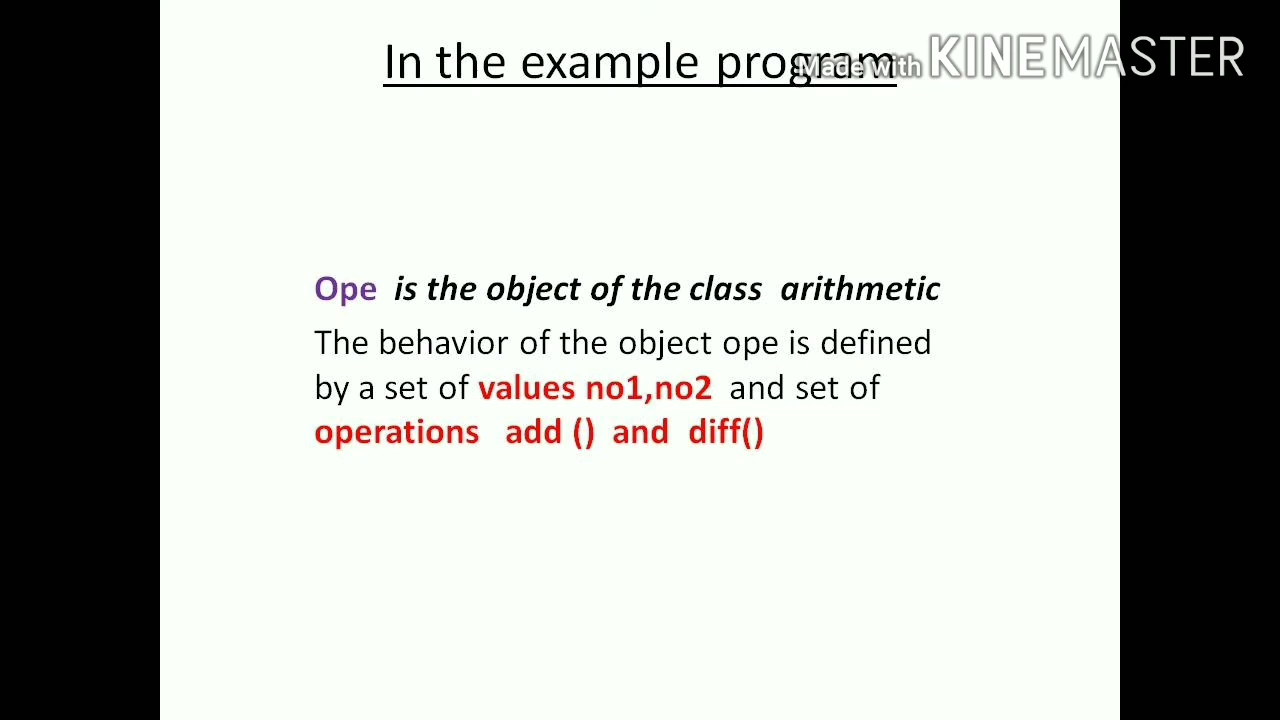 In the example program
Made with KINEMASTER
Ope is the object of the class arithmetic
The behavior of the object ope is defined
by a set of values no1,no2 and set of
operations add () and diff()